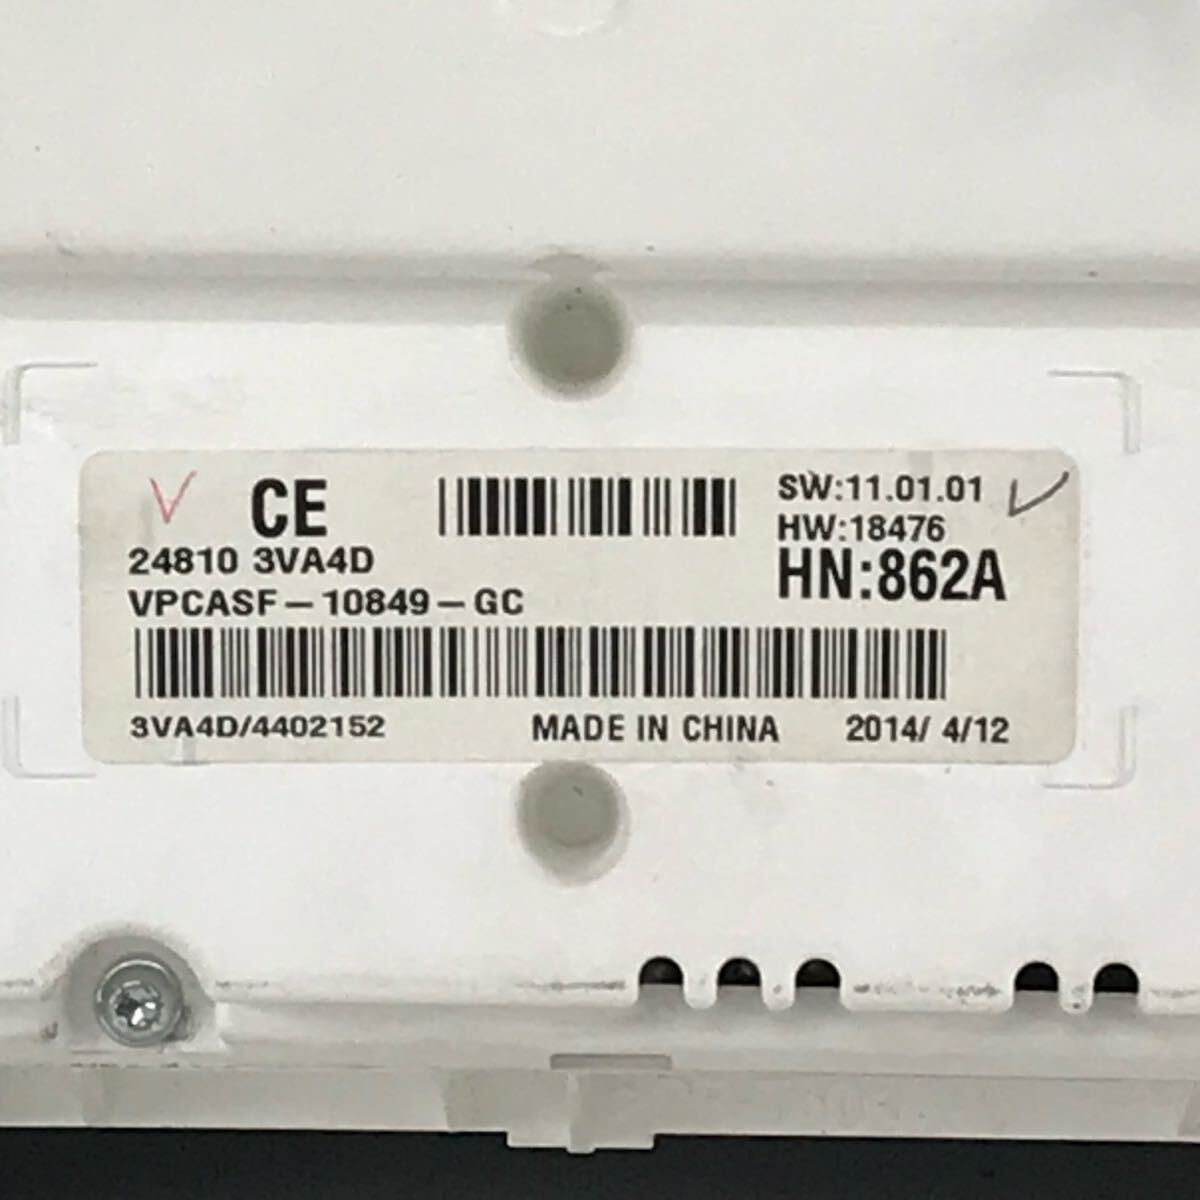 CE
24810 3VA4D
VPCASF-10849-GC
SW:11.01.01
HW:18476
HN:862A
3VA4D/4402152 MADE IN CHINA 2014/ 4/12